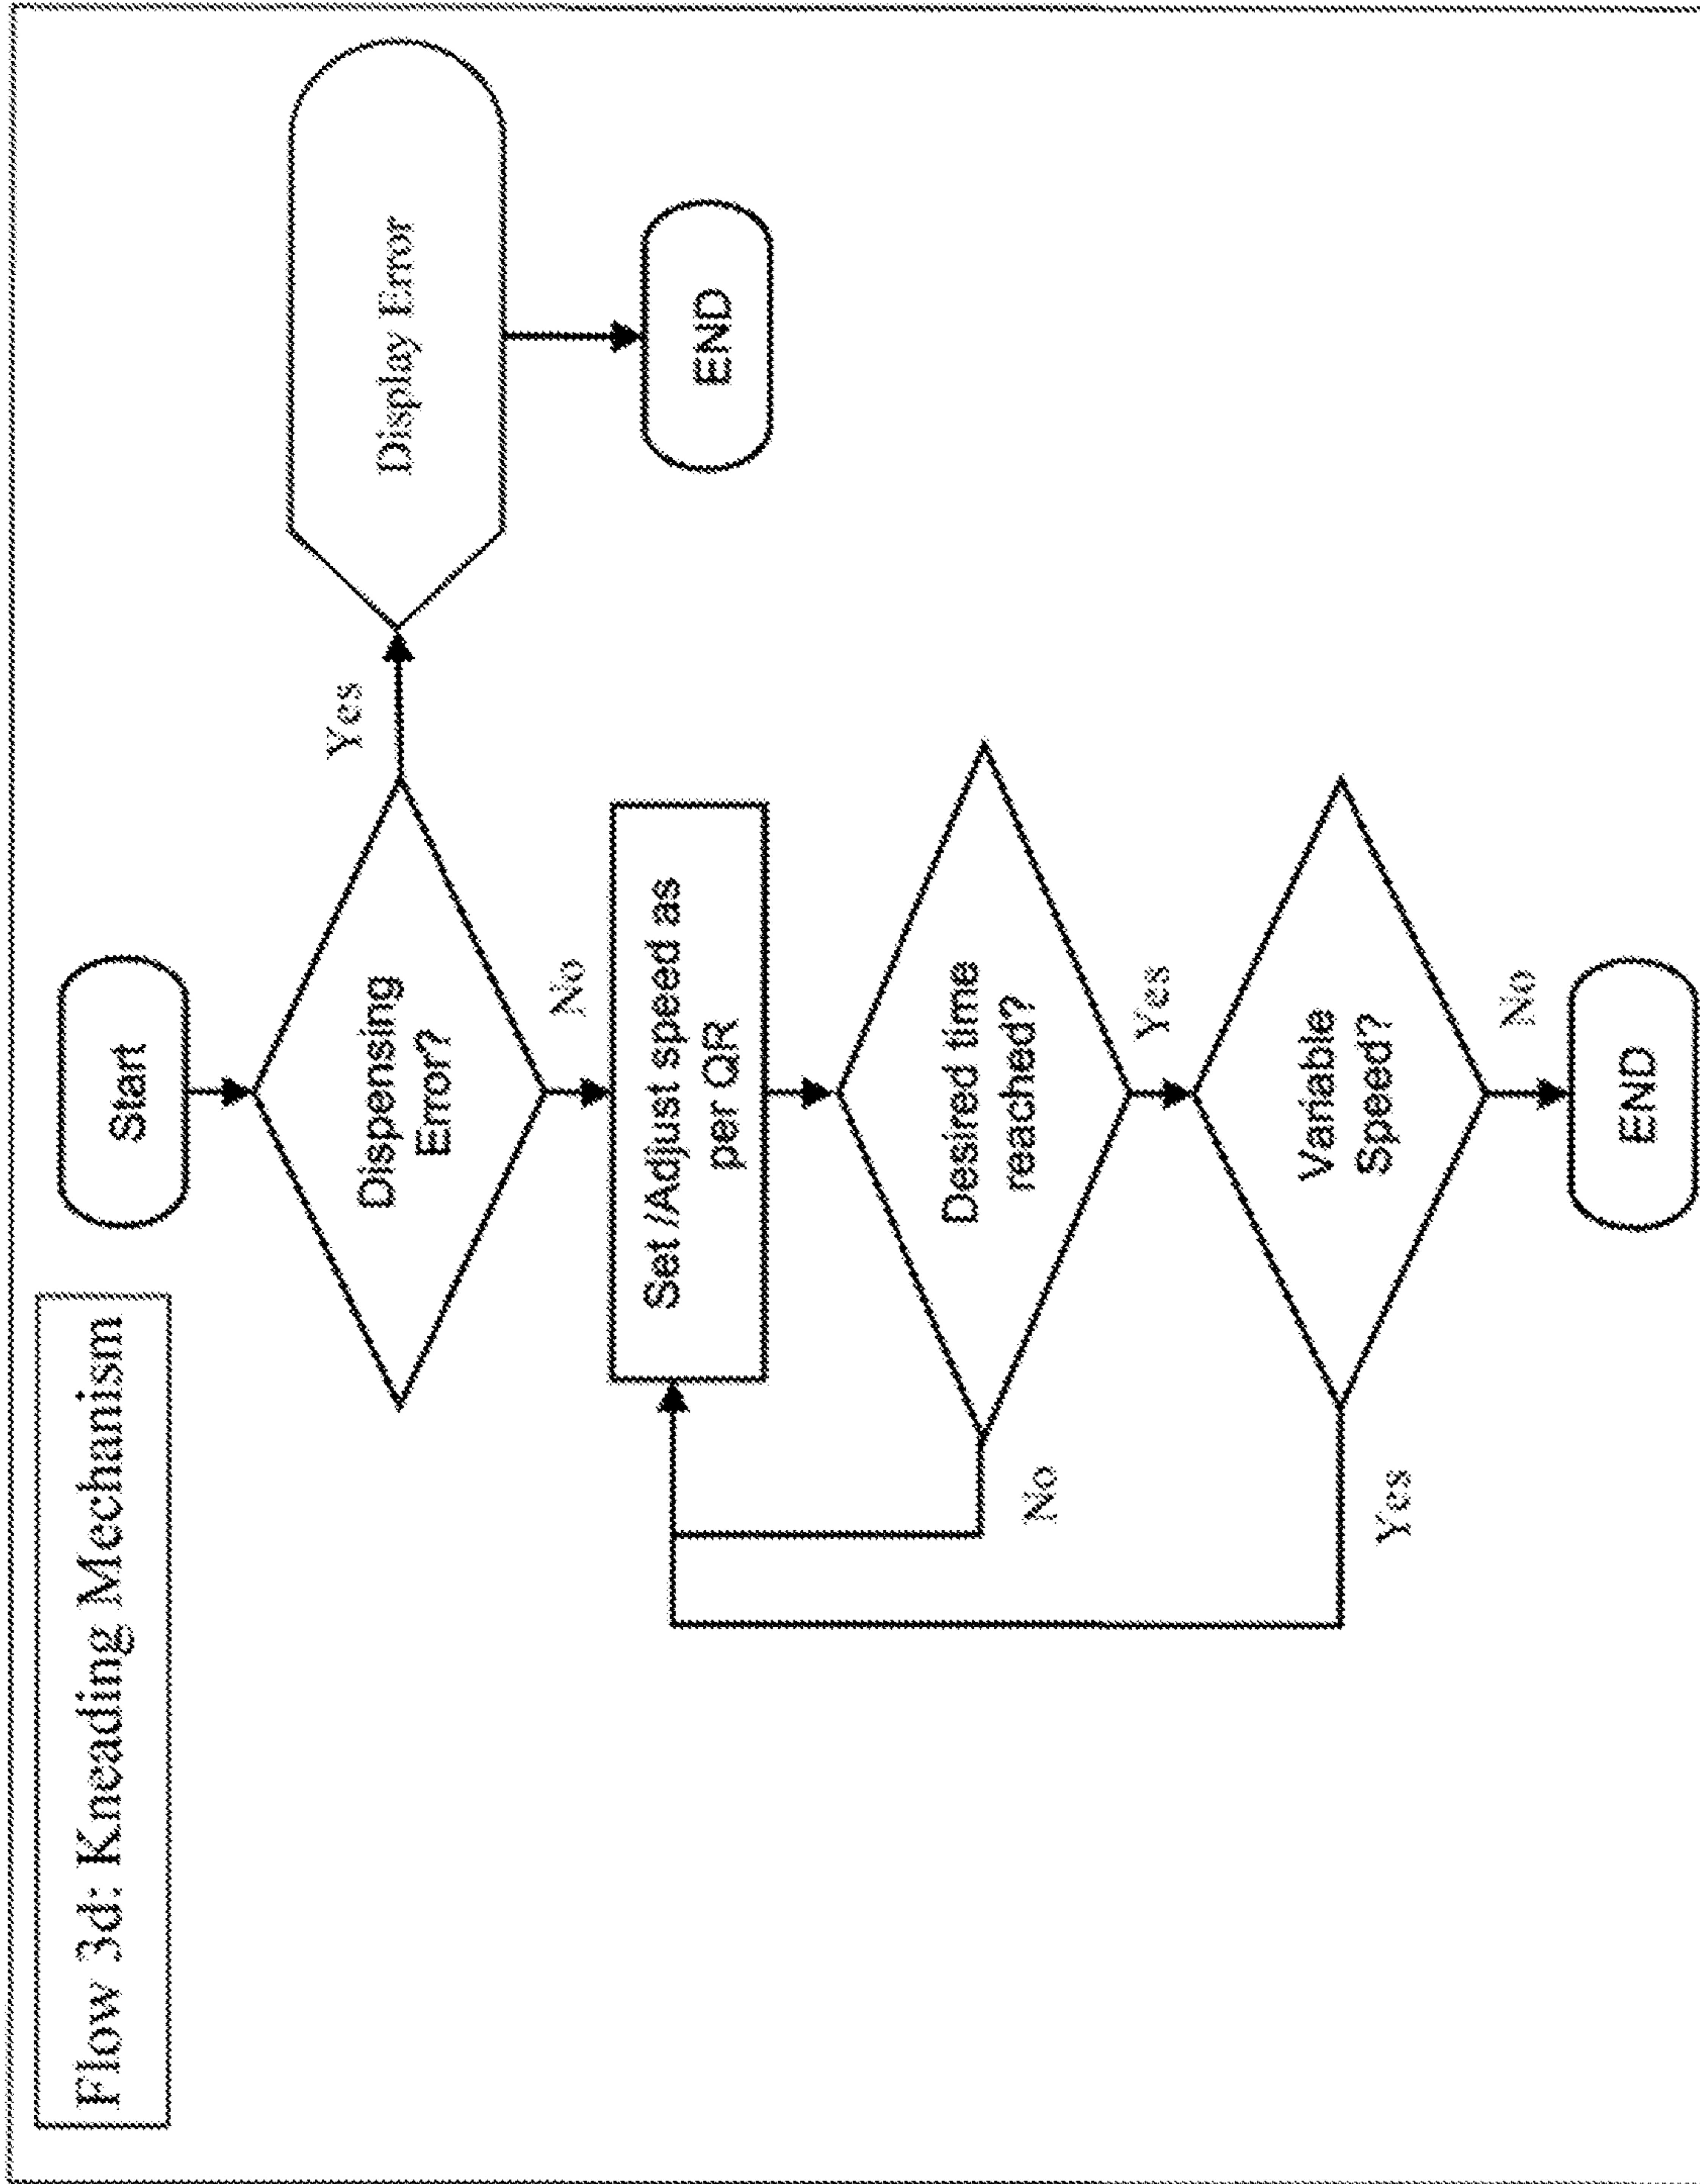 Flow 3d: Kneading Mechanism
Start
Dispensing
Error?
Yes
Display Error
END
No
Set /Adjust speed as
per QR
Desired time
reached?
No
Yes
Variable
Speed?
Yes
No
END